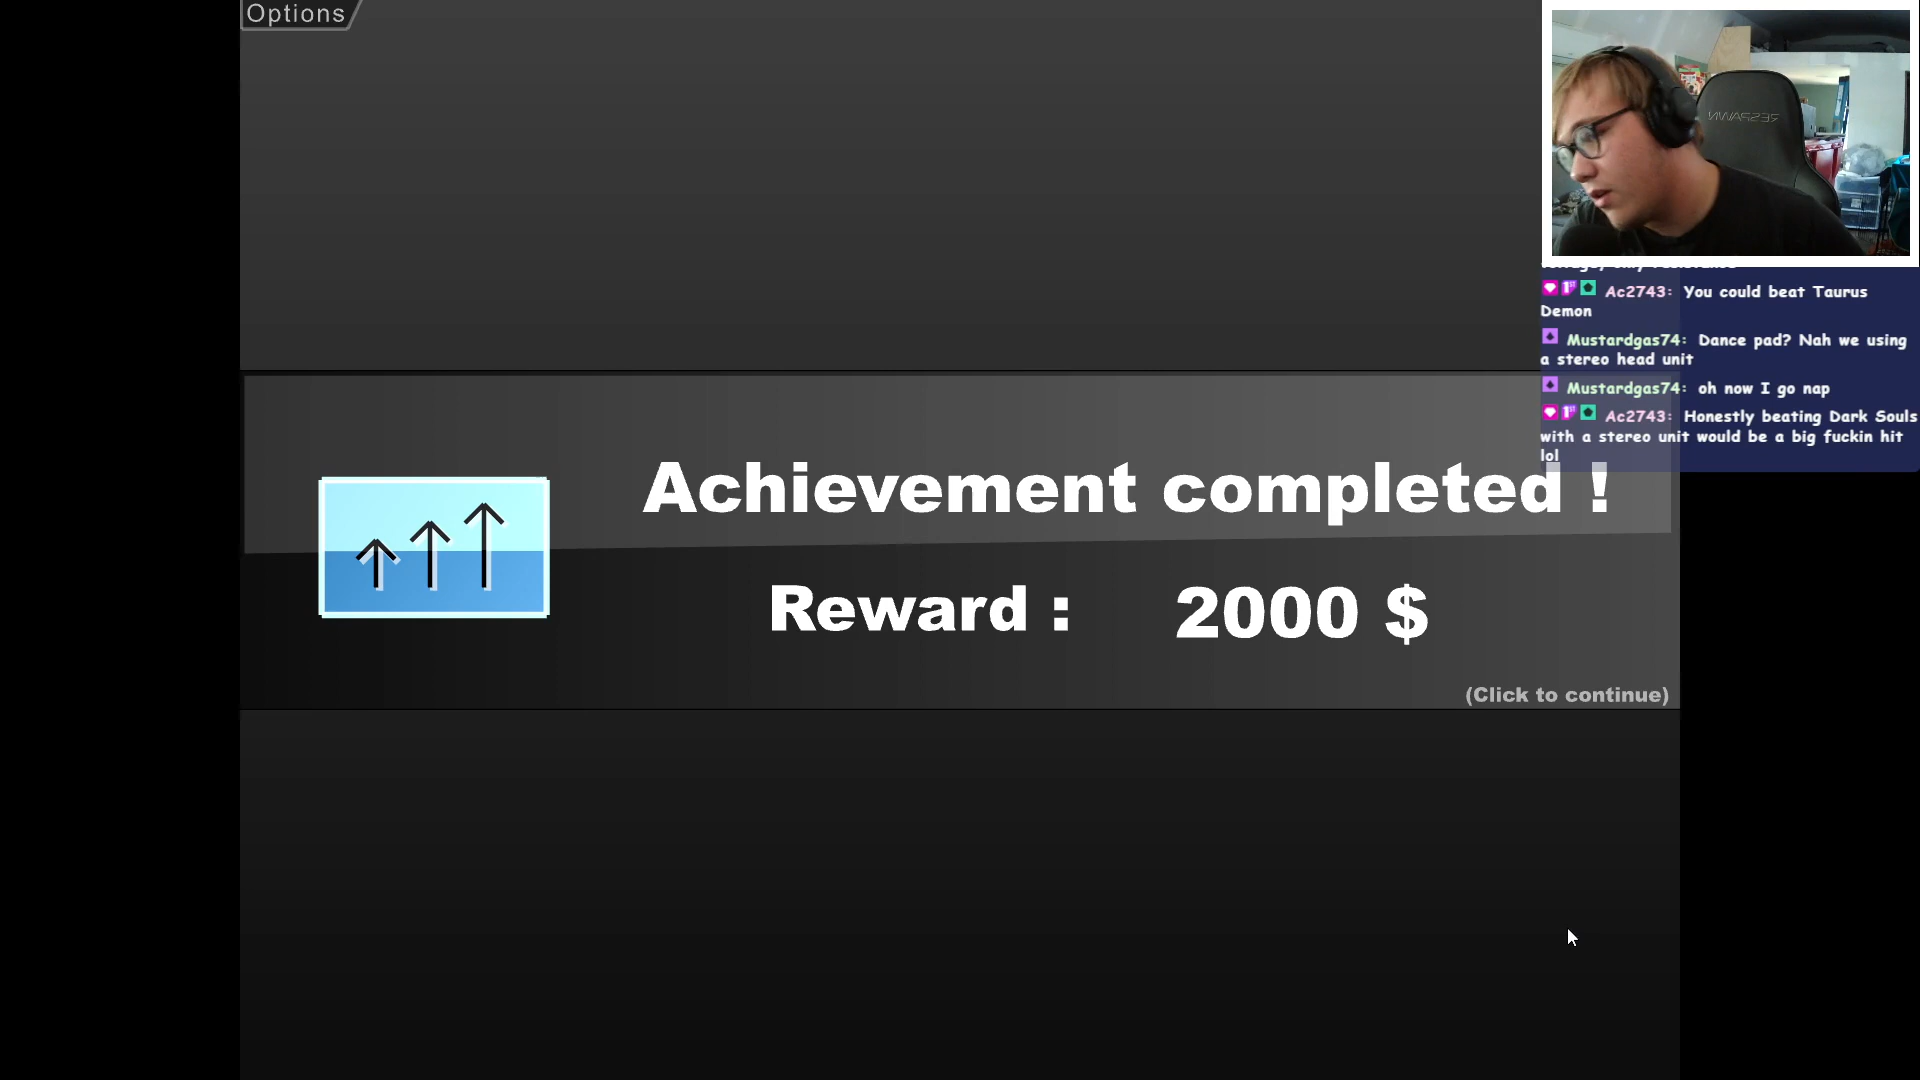 Options
Ac2743: You could beat Taurus
Demon
Mustardgas74: Dance pad? Nah we using
a stereo head unit
Mustardgas74: oh now I go nap
Ac2743: Honestly beating Dark Souls
with a stereo unit would be a big fuckin hit
lol
Achievement completed !
Reward : 2000 $
(Click to continue)
RESPAWN